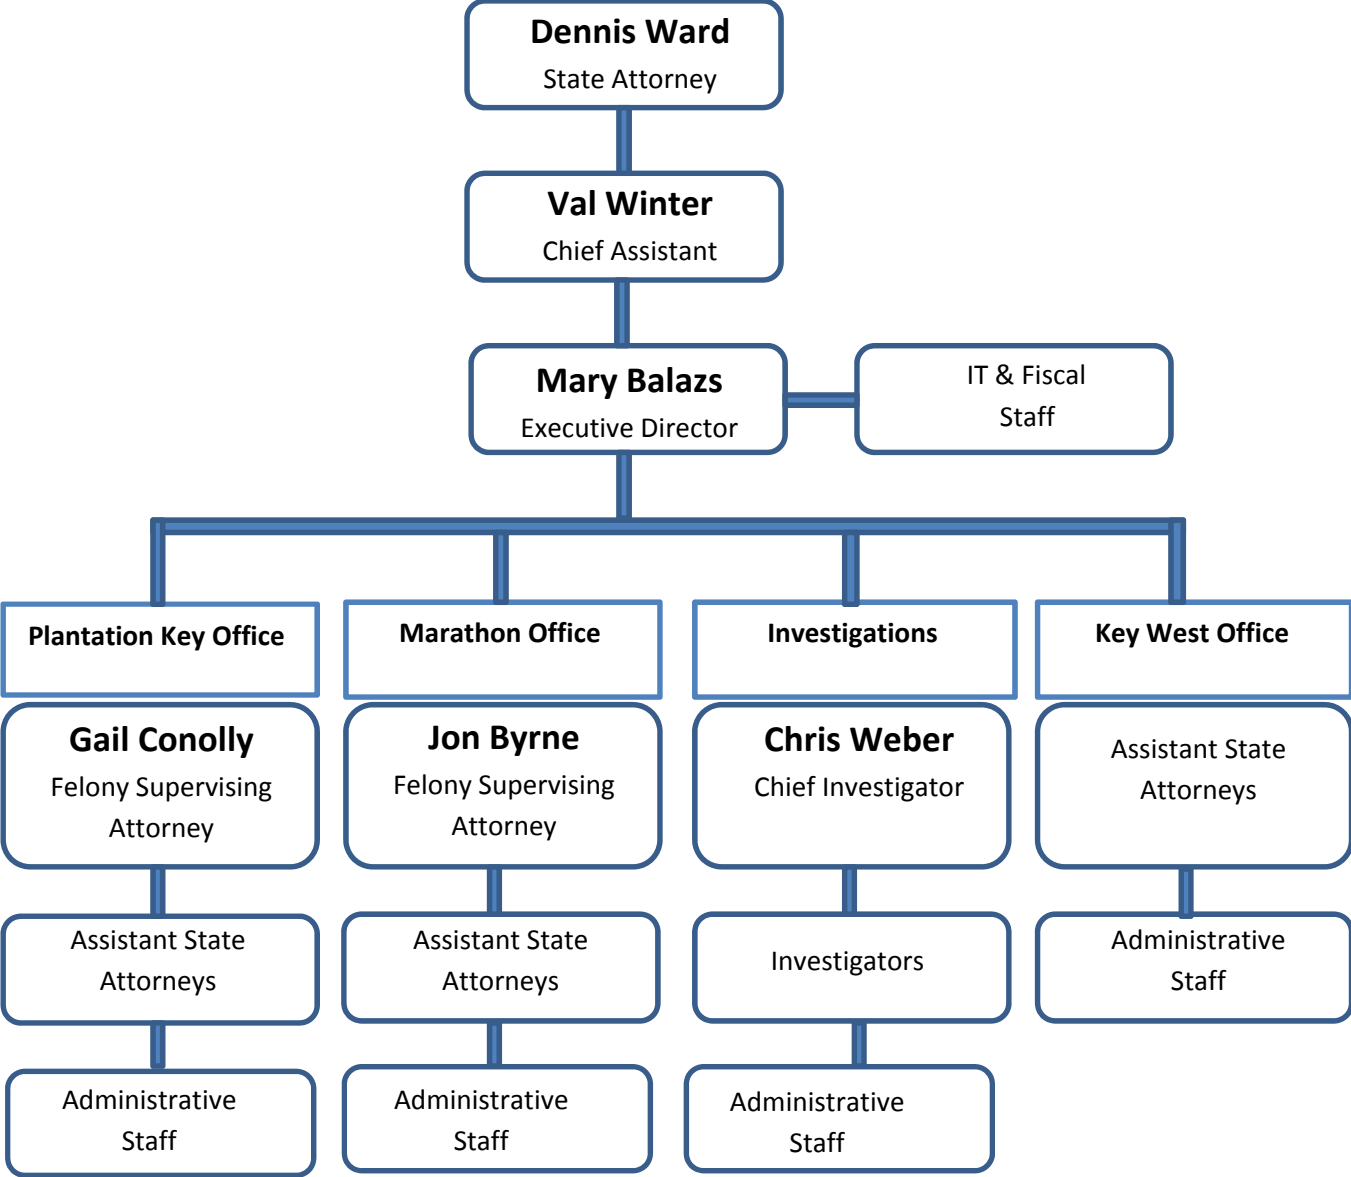 Dennis Ward
State Attorney
Val Winter
Chief Assistant
Mary Balazs
Executive Director
IT & Fiscal
Staff
Plantation Key Office
Gail Conolly
Felony Supervising
Attorney
Assistant State
Attorneys
Administrative
Staff
Marathon Office
Jon Byrne
Felony Supervising
Attorney
Assistant State
Attorneys
Administrative
Staff
Investigations
Chris Weber
Chief Investigator
Investigators
Administrative
Staff
Key West Office
Assistant State
Attorneys
Administrative
Staff